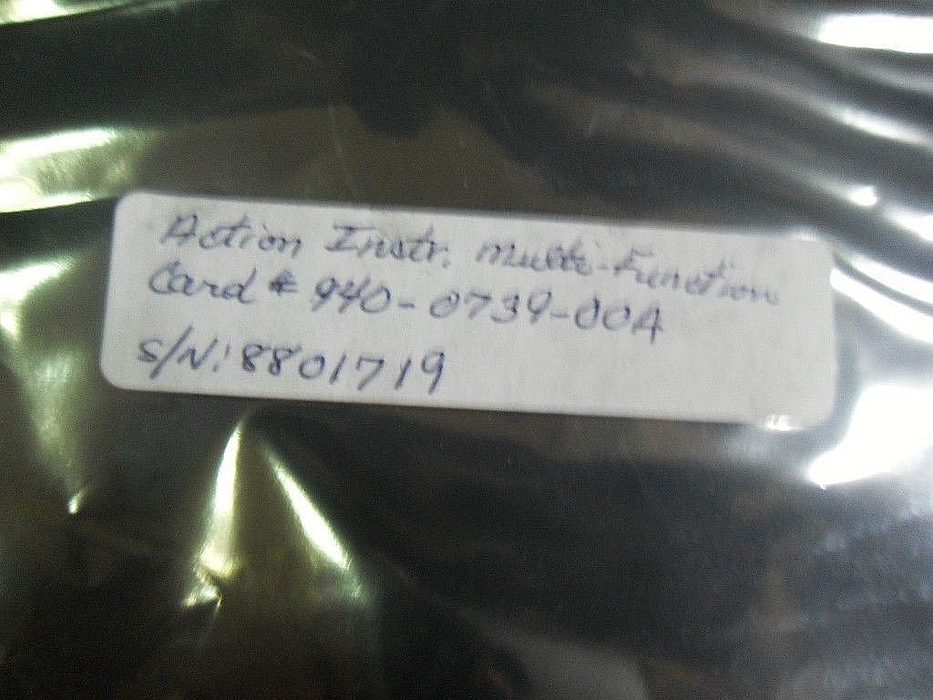 Action Instr. Multi-Function
Card # 940-0739-00A
S/N: 8801719